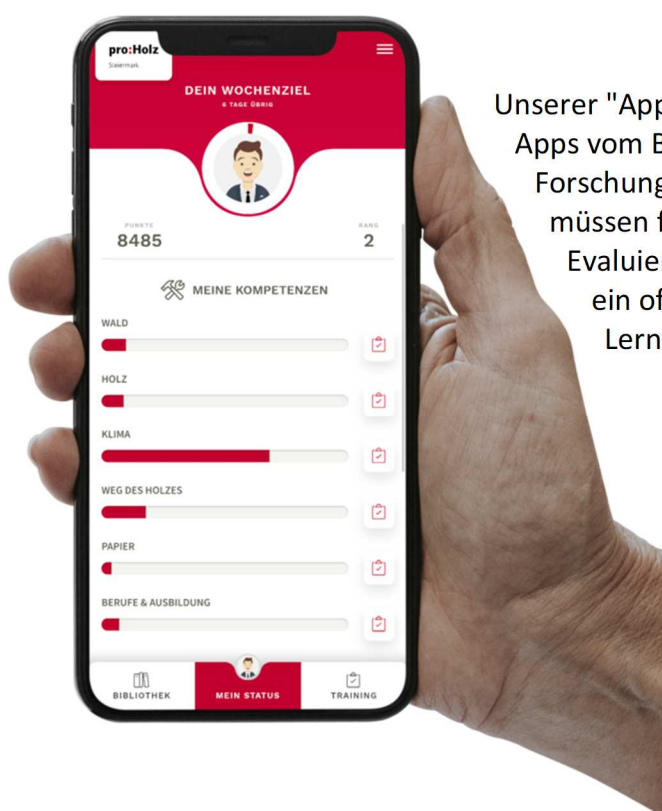 pro:Holz
Steiermark
DEIN WOCHENZIEL
6 TAGE ÜBRIG
PUNKTE
8485
RANG
2
MEINE KOMPETENZEN
WALD
HOLZ
KLIMA
WEG DES HOLZES
PAPIER
BERUFE & AUSBILDUNG
BIBLIOTHEK
MEIN STATUS
TRAINING
Unserer "App
Apps vom B
Forschung
müssen f
Evaluier
ein of
Lern